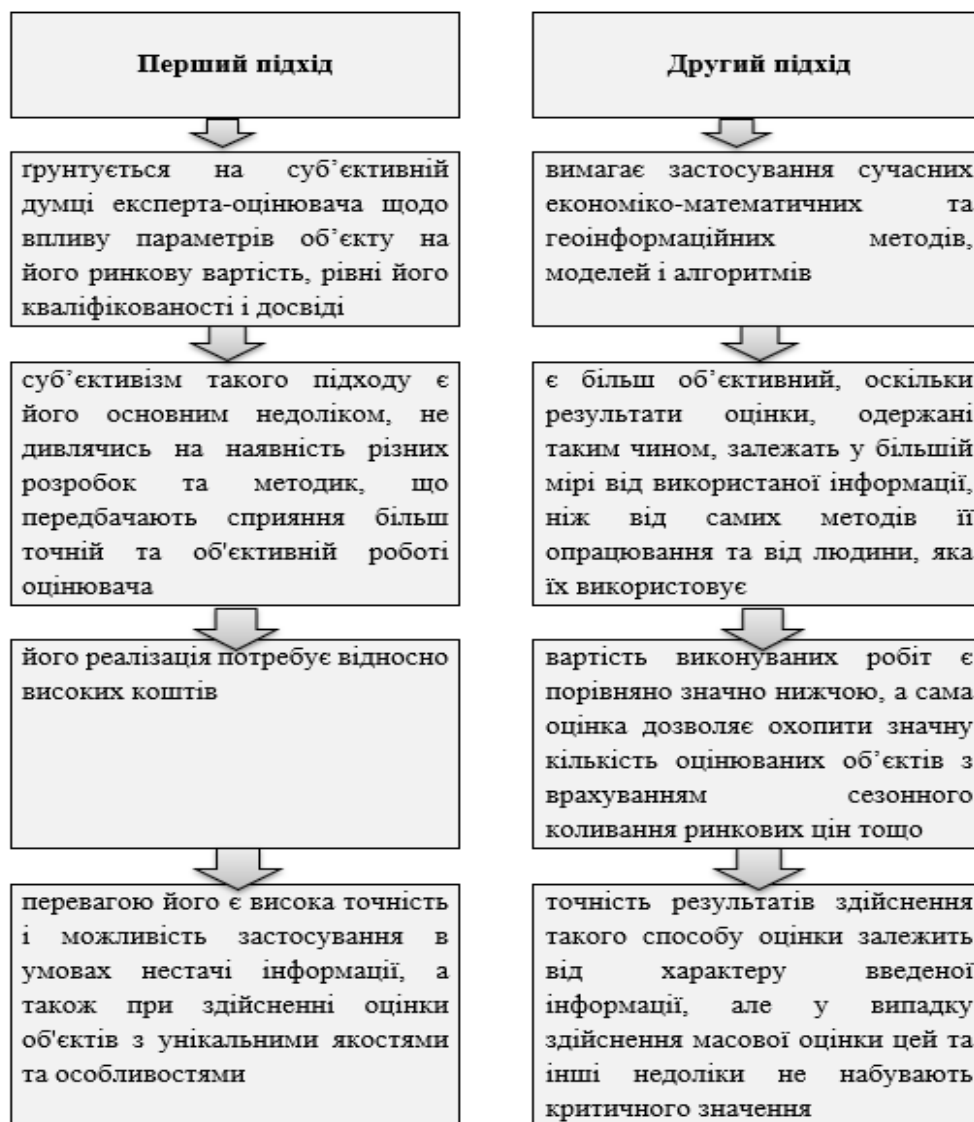 Перший підхід
ґрунтується на суб’єктивній
думці експерта-оцінювача щодо
впливу параметрів об’єкту на
його ринкову вартість, рівні його
кваліфікованості і досвіді
суб’єктивізм такого підходу є
його основним недоліком, не
дивлячись на наявність різних
розробок та методик, що
передбачають сприяння більш
точній та об'єктивній роботі
оцінювача
його реалізація потребує відносно
високих коштів
перевагою його є висока точність
і можливість застосування в
умовах нестачі інформації, а
також при здійсненні оцінки
об'єктів з унікальними якостями
та особливостями
Другий підхід
вимагає застосування сучасних
економіко-математичних та
геоінформаційних методів,
моделей і алгоритмів
є більш об’єктивний, оскільки
результати оцінки, одержані
таким чином, залежать у більшій
мірі від використаної інформації,
ніж від самих методів її
опрацювання та від людини, яка
їх використовує
вартість виконуваних робіт є
порівняно значно нижчою, а сама
оцінка дозволяє охопити значну
кількість оцінюваних об’єктів з
врахуванням сезонного
коливання ринкових цін тощо
точність результатів здійснення
такого способу оцінки залежить
від характеру введеної
інформації, але у випадку
здійснення масової оцінки цей та
інші недоліки не набувають
критичного значення